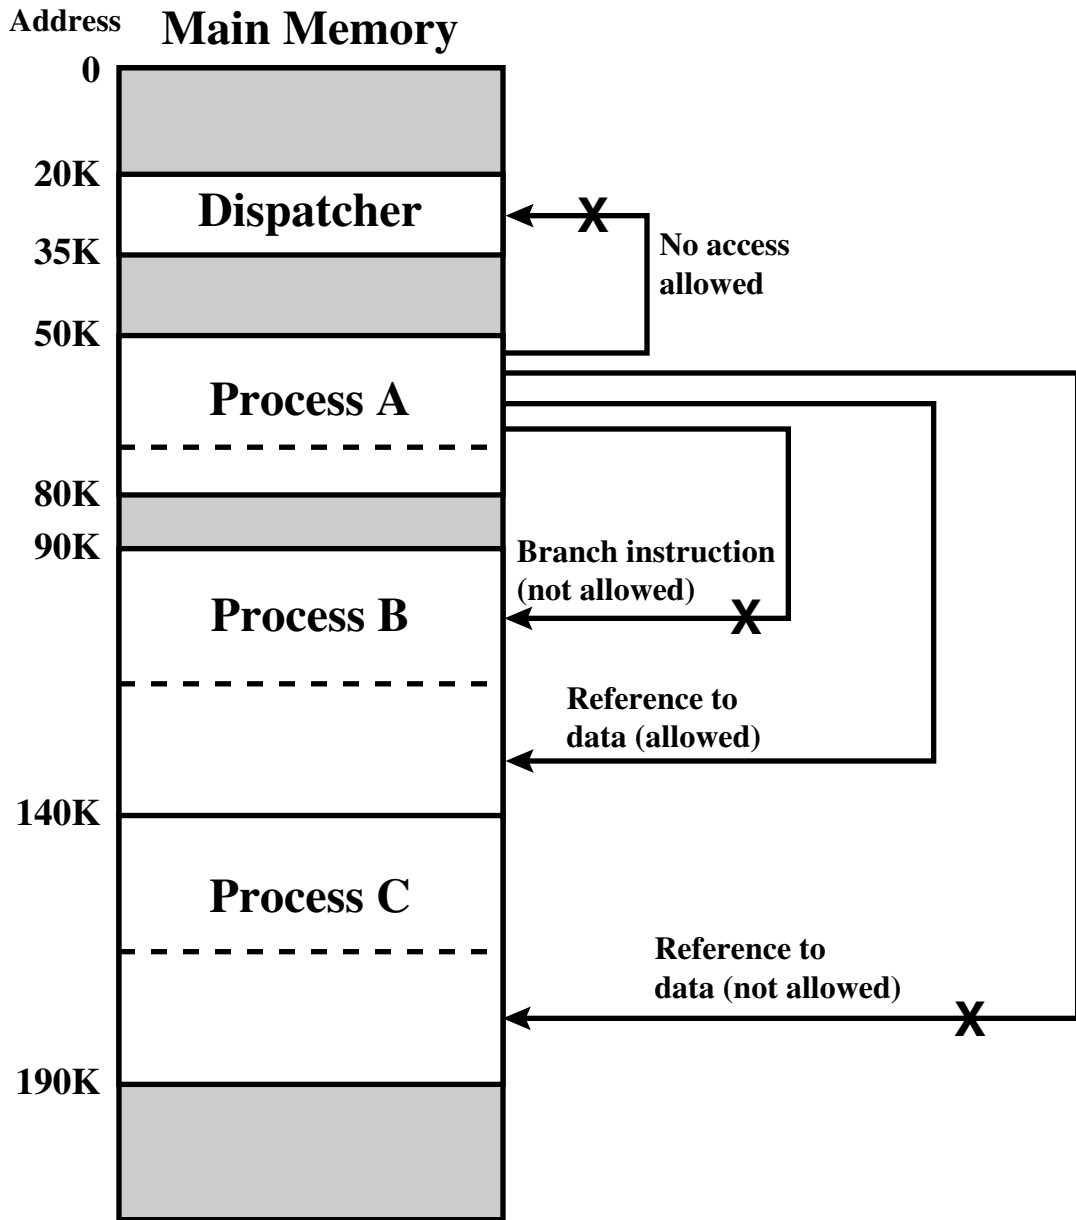 Address
Main Memory
0
20K
Dispatcher
X
No access
allowed
35K
50K
Process A
80K
90K
Branch instruction
(not allowed)
X
Process B
Reference to
data (allowed)
140K
Process C
Reference to
data (not allowed)
X
190K